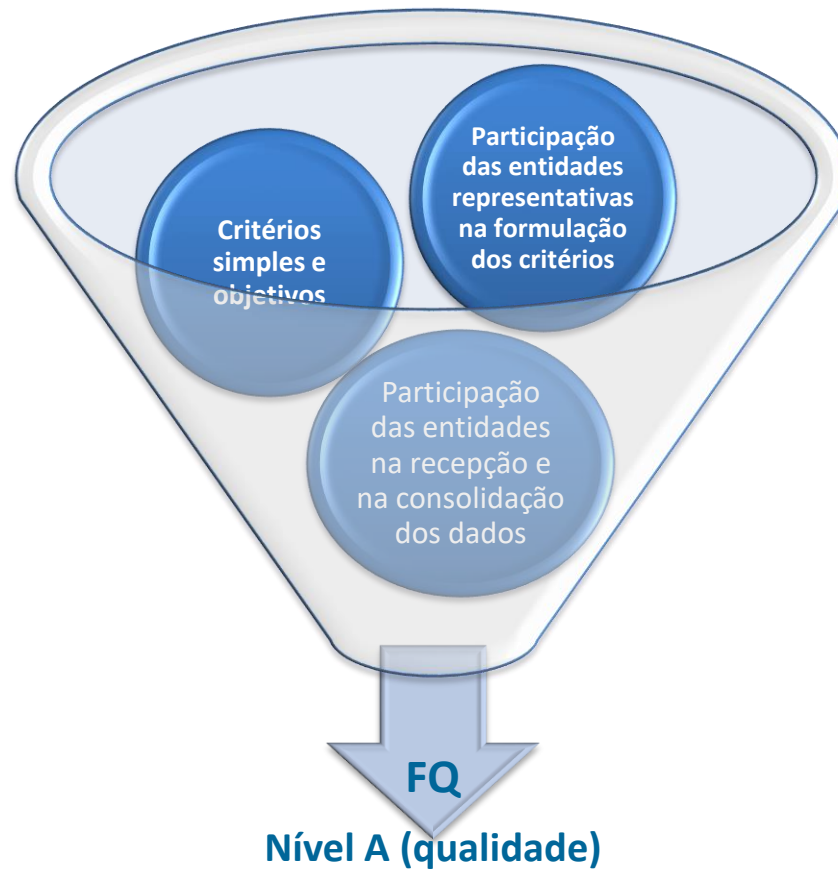 Participação
das entidades
representativas
na formulação
dos critérios
Critérios
simples e
objetivos
Participação
das entidades
na recepção e
na consolidação
dos dados
FQ
Nível A (qualidade)